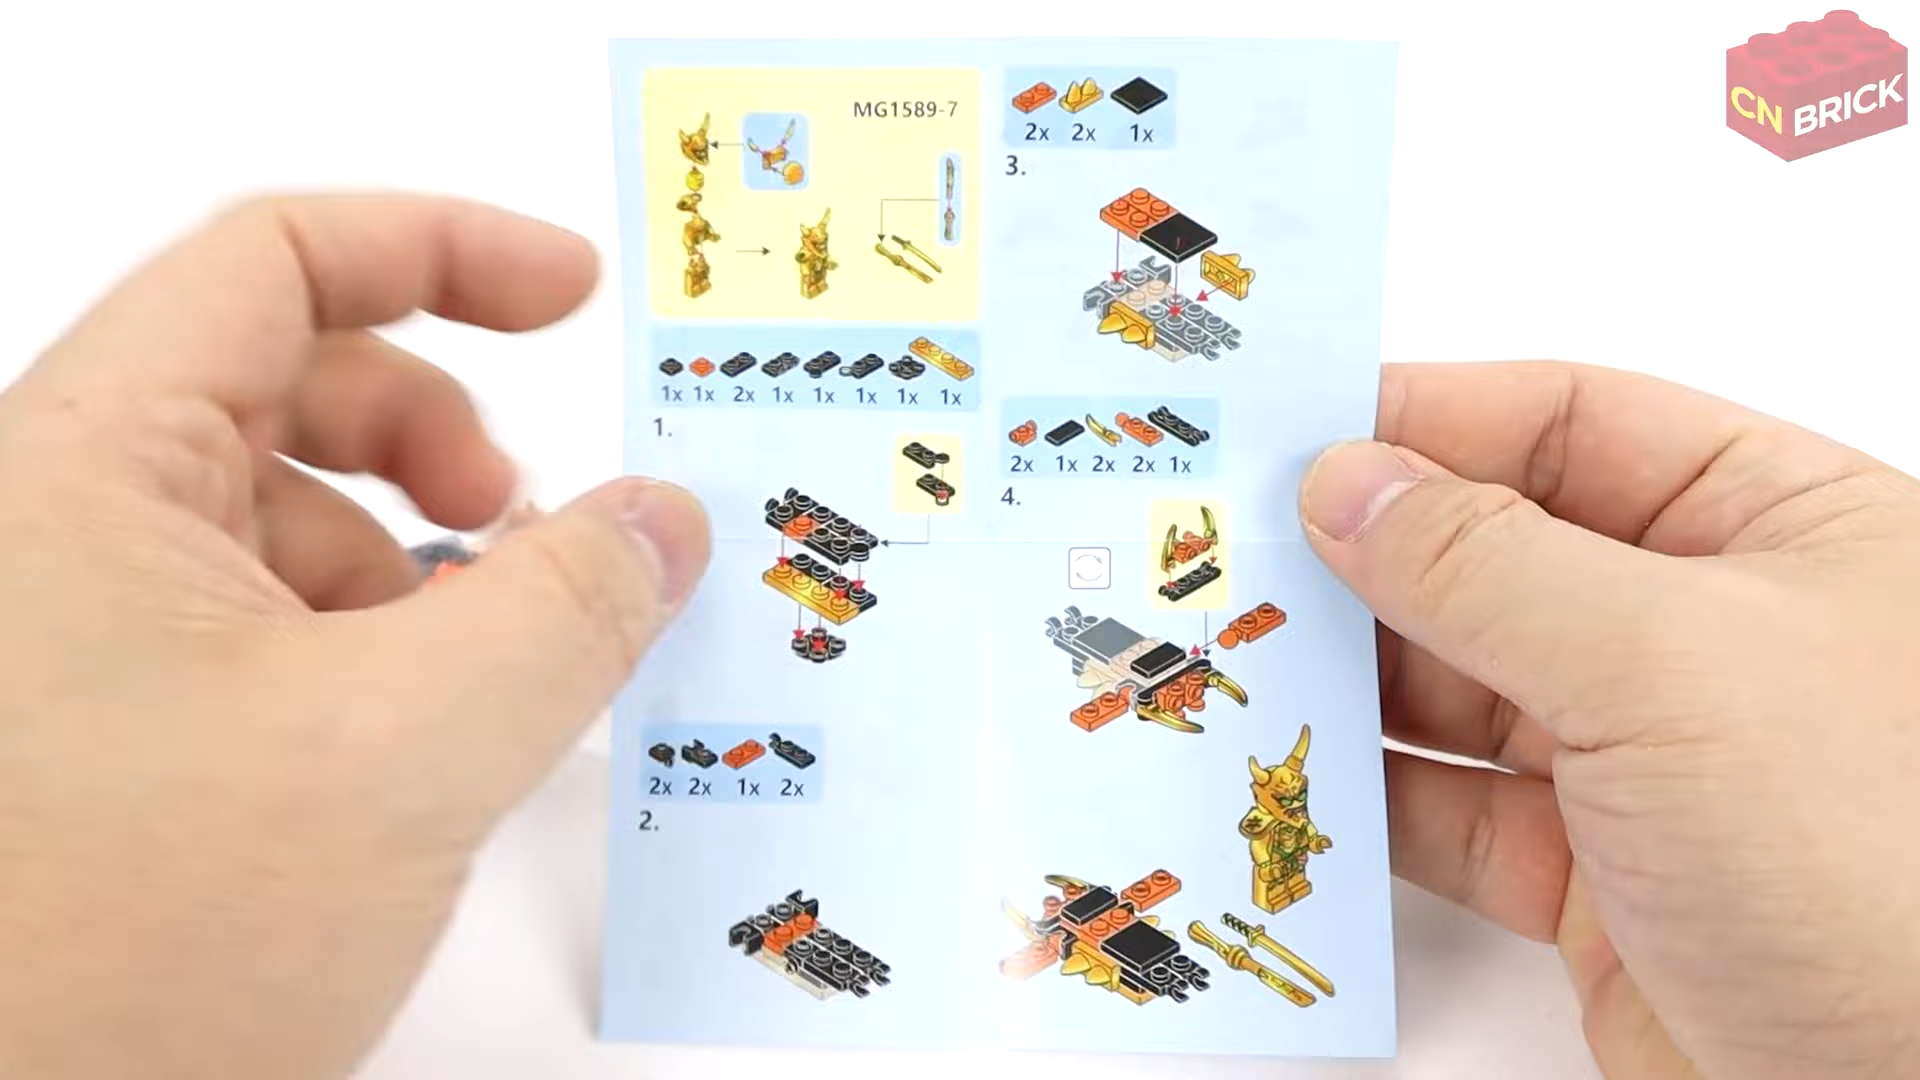 MG1589-7
1x 1x 2x 1x 1x 1x 1x 1x
1.
2x 2x 1x 2x
2.
2x 2x 1x
3.
2x 1x 2x 2x 1x
4.
CN BRICK